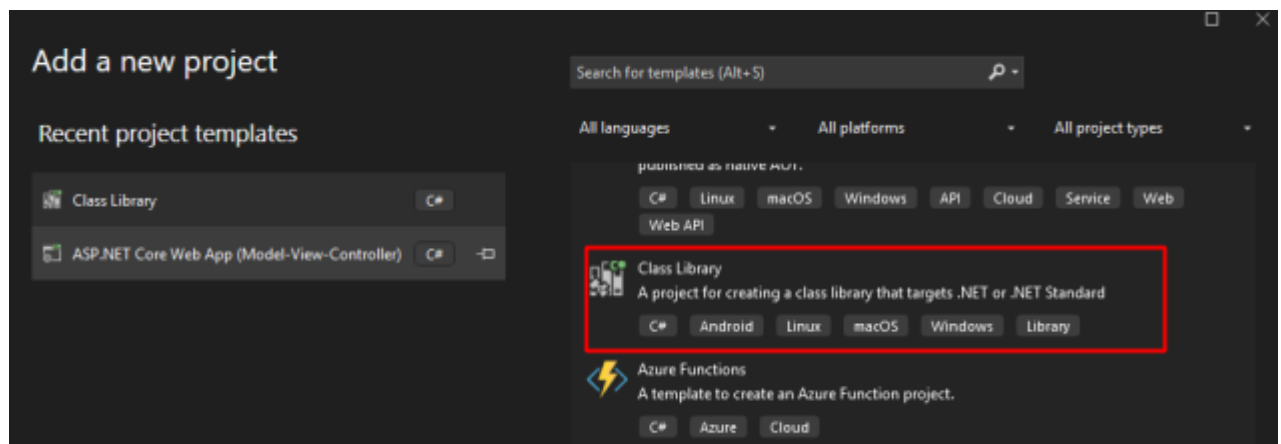 Add a new project
Recent project templates
Class Library C#
ASP.NET Core Web App (Model-View-Controller) C#
Search for templates (Alt+S)
All languages All platforms All project types
published as native AOT.
C# Linux macOS Windows API Cloud Service Web
Web API
Class Library
A project for creating a class library that targets .NET or .NET Standard
C# Android Linux macOS Windows Library
Azure Functions
A template to create an Azure Function project.
C# Azure Cloud